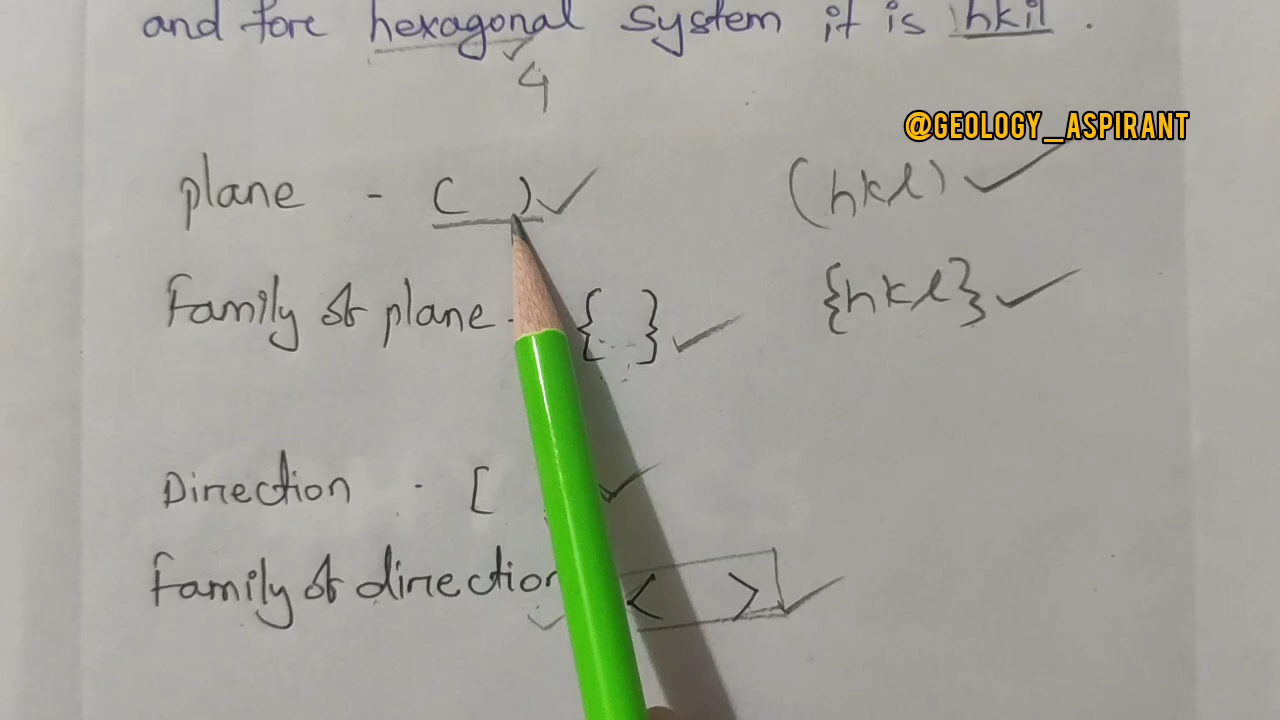 and fore hexagonal system it is hkil .
4
@GEOLOGY_ASPIRANT
plane - ( ) (hkl)
Family of plane - { } {hkl}
Direction - [
Family of direction < >